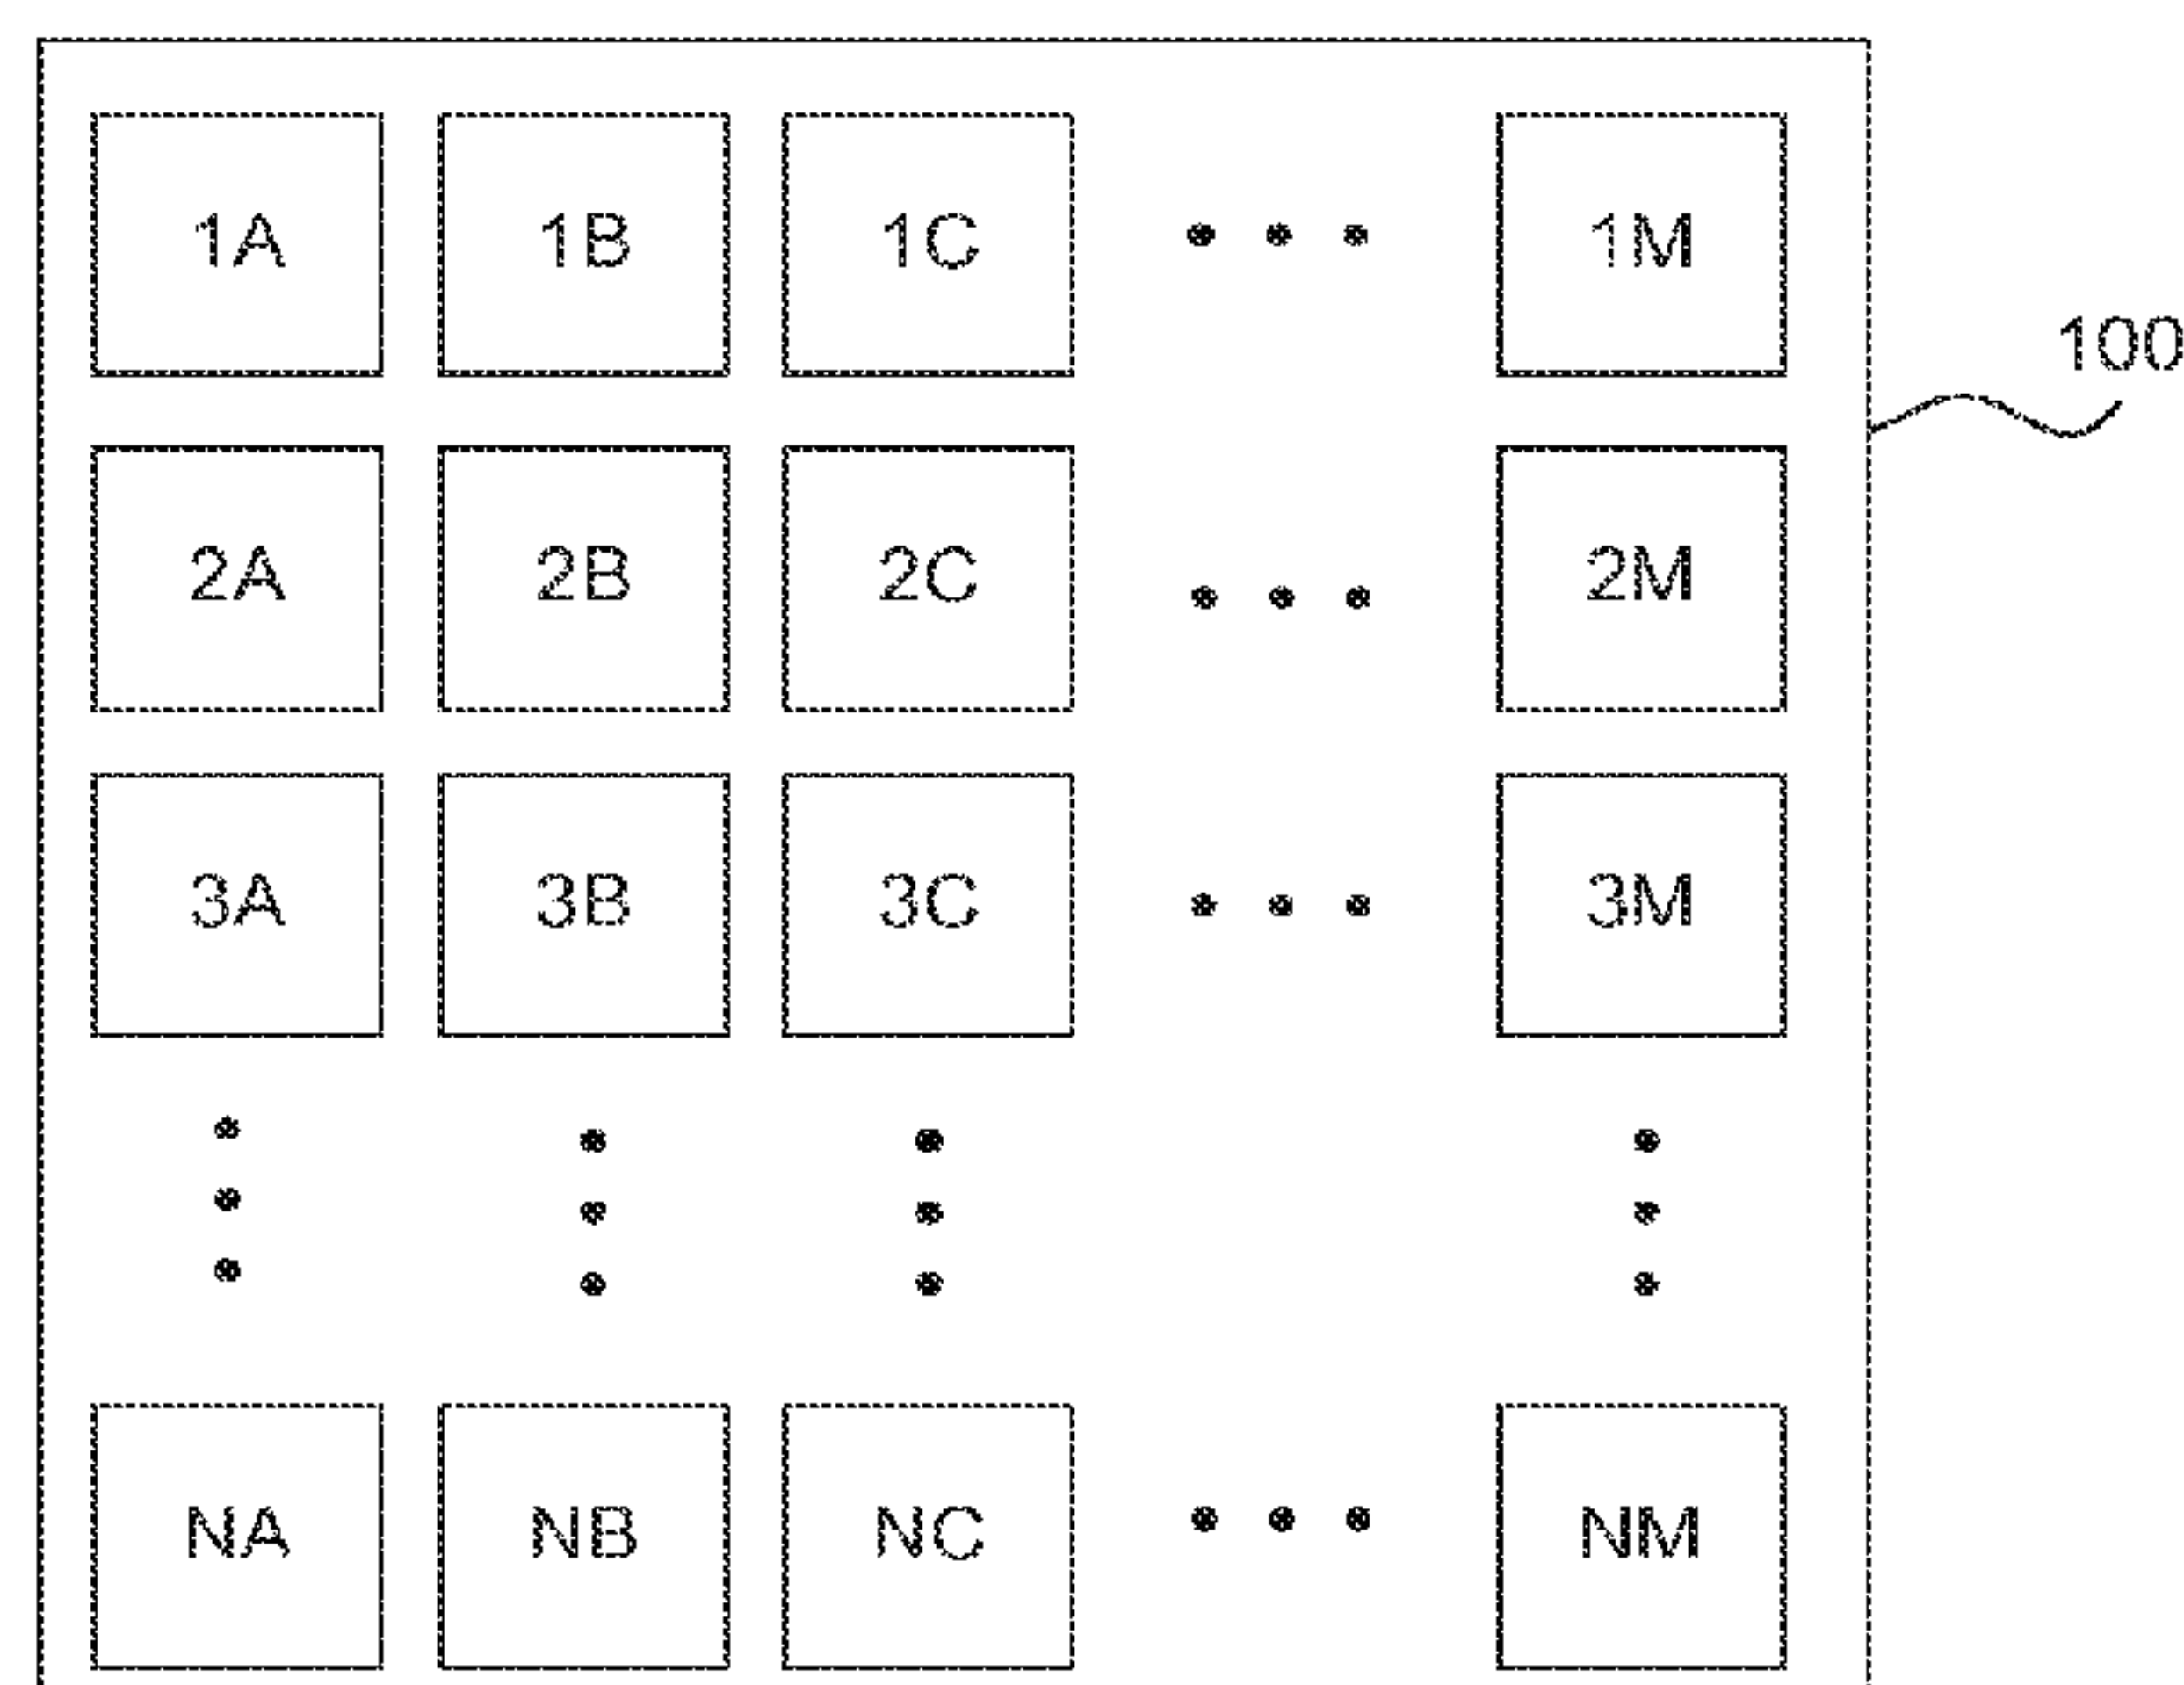 1A 1B 1C • • • 1M
100
2A 2B 2C • • • 2M
3A 3B 3C • • • 3M
NA NB NC • • • NM